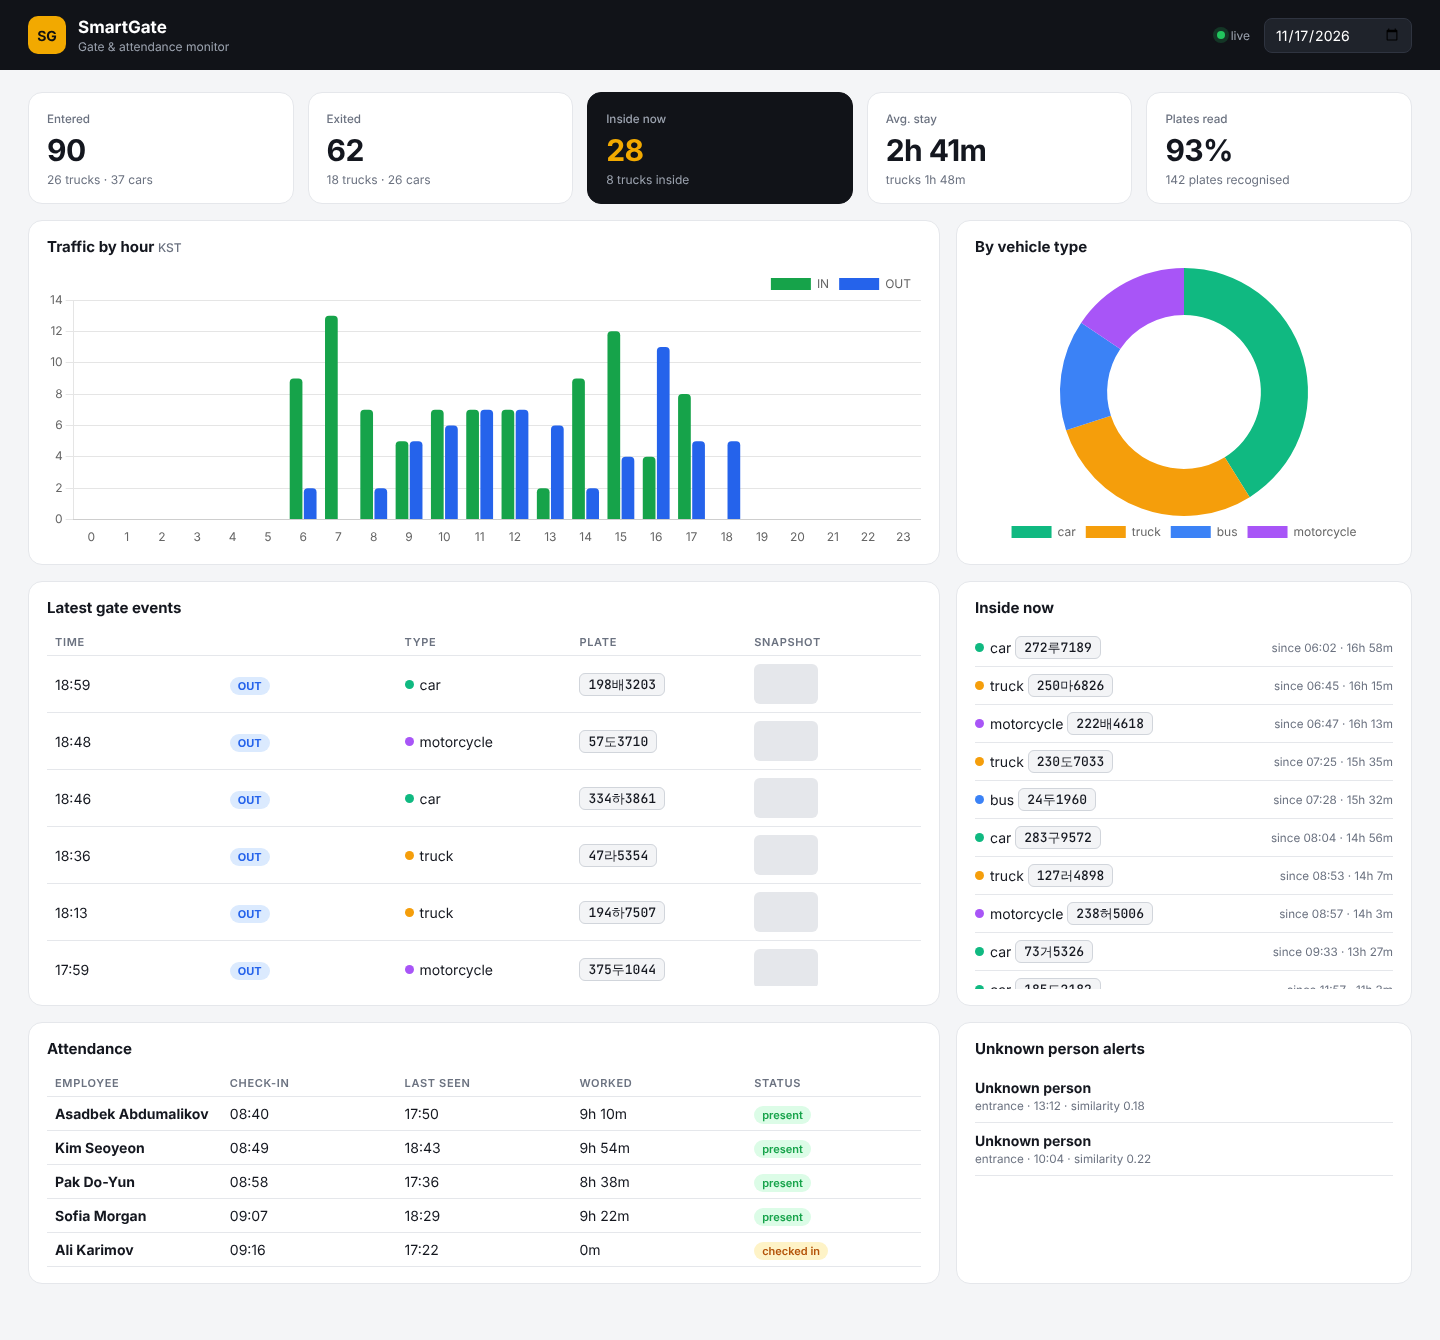 SG
SmartGate
Gate & attendance monitor
live
11/17/2026
Entered
90
26 trucks · 37 cars
Exited
62
18 trucks · 26 cars
Inside now
28
8 trucks inside
Avg. stay
2h 41m
trucks 1h 48m
Plates read
93%
142 plates recognised
Traffic by hour KST
IN OUT
14
12
10
8
6
4
2
0
0 1 2 3 4 5 6 7 8 9 10 11 12 13 14 15 16 17 18 19 20 21 22 23
By vehicle type
car truck bus motorcycle
Latest gate events
TIME TYPE PLATE SNAPSHOT
18:59 OUT car 198배3203
18:48 OUT motorcycle 57도3710
18:46 OUT car 334하3861
18:36 OUT truck 47라5354
18:13 OUT truck 194하7507
17:59 OUT motorcycle 375두1044
Inside now
car 272루7189 since 06:02 · 16h 58m
truck 250마6826 since 06:45 · 16h 15m
motorcycle 222배4618 since 06:47 · 16h 13m
truck 230도7033 since 07:25 · 15h 35m
bus 24두1960 since 07:28 · 15h 32m
car 283구9572 since 08:04 · 14h 56m
truck 127러4898 since 08:53 · 14h 7m
motorcycle 238허5006 since 08:57 · 14h 3m
car 73거5326 since 09:33 · 13h 27m
car since 11:57 · 11h
Attendance
EMPLOYEE CHECK-IN LAST SEEN WORKED STATUS
Asadbek Abdumalikov 08:40 17:50 9h 10m present
Kim Seoyeon 08:49 18:43 9h 54m present
Pak Do-Yun 08:58 17:36 8h 38m present
Sofia Morgan 09:07 18:29 9h 22m present
Ali Karimov 09:16 17:22 0m checked in
Unknown person alerts
Unknown person
entrance · 13:12 · similarity 0.18
Unknown person
entrance · 10:04 · similarity 0.22